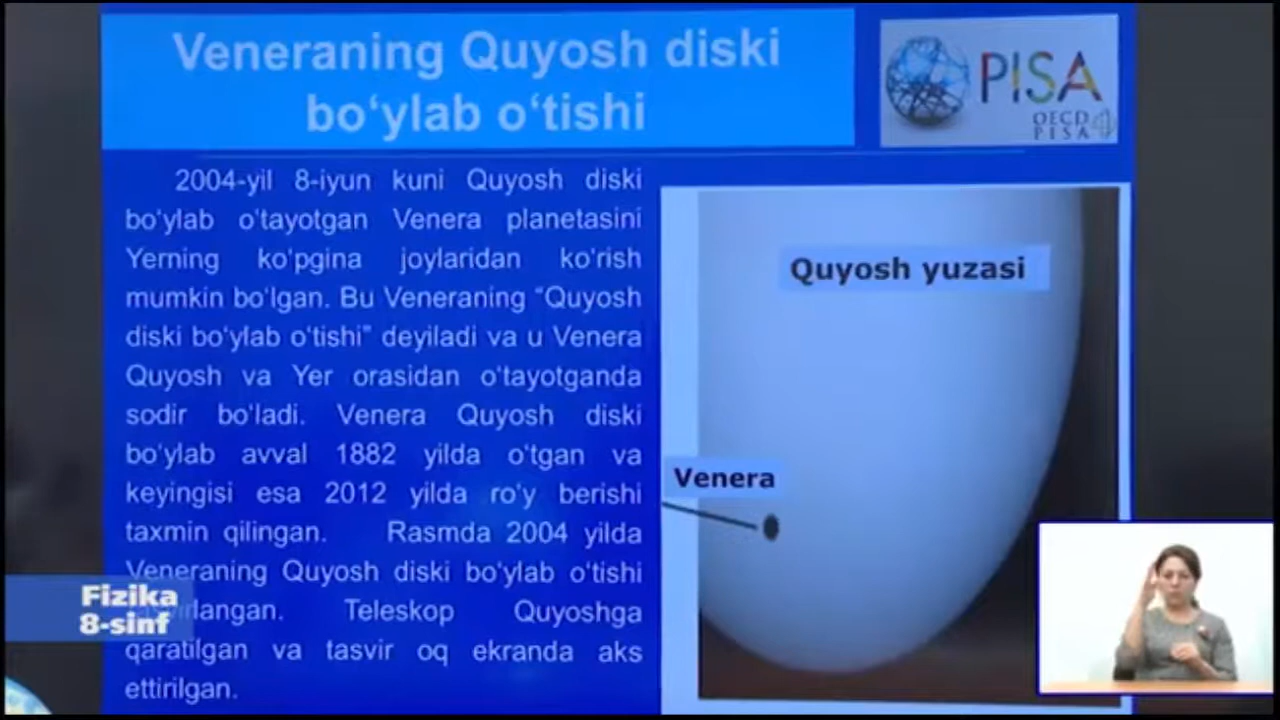 Veneraning Quyosh diski
bo‘ylab o‘tishi
PISA
OECD
PISA 4
2004-yil 8-iyun kuni Quyosh diski
bo‘ylab o‘tayotgan Venera planetasini
Yerning ko‘pgina joylaridan ko‘rish
mumkin bo‘lgan. Bu Veneraning “Quyosh
diski bo‘ylab o‘tishi” deyiladi va u Venera
Quyosh va Yer orasidan o‘tayotganda
sodir bo‘ladi. Venera Quyosh diski
bo‘ylab avval 1882 yilda o‘tgan va
keyingisi esa 2012 yilda ro‘y berishi
taxmin qilingan. Rasmda 2004 yilda
Veneraning Quyosh diski bo‘ylab o‘tishi
Teleskop Quyoshga
qaratilgan va tasvir oq ekranda aks
ettirilgan.
Quyosh yuzasi
Venera
Fizika
8-sinf